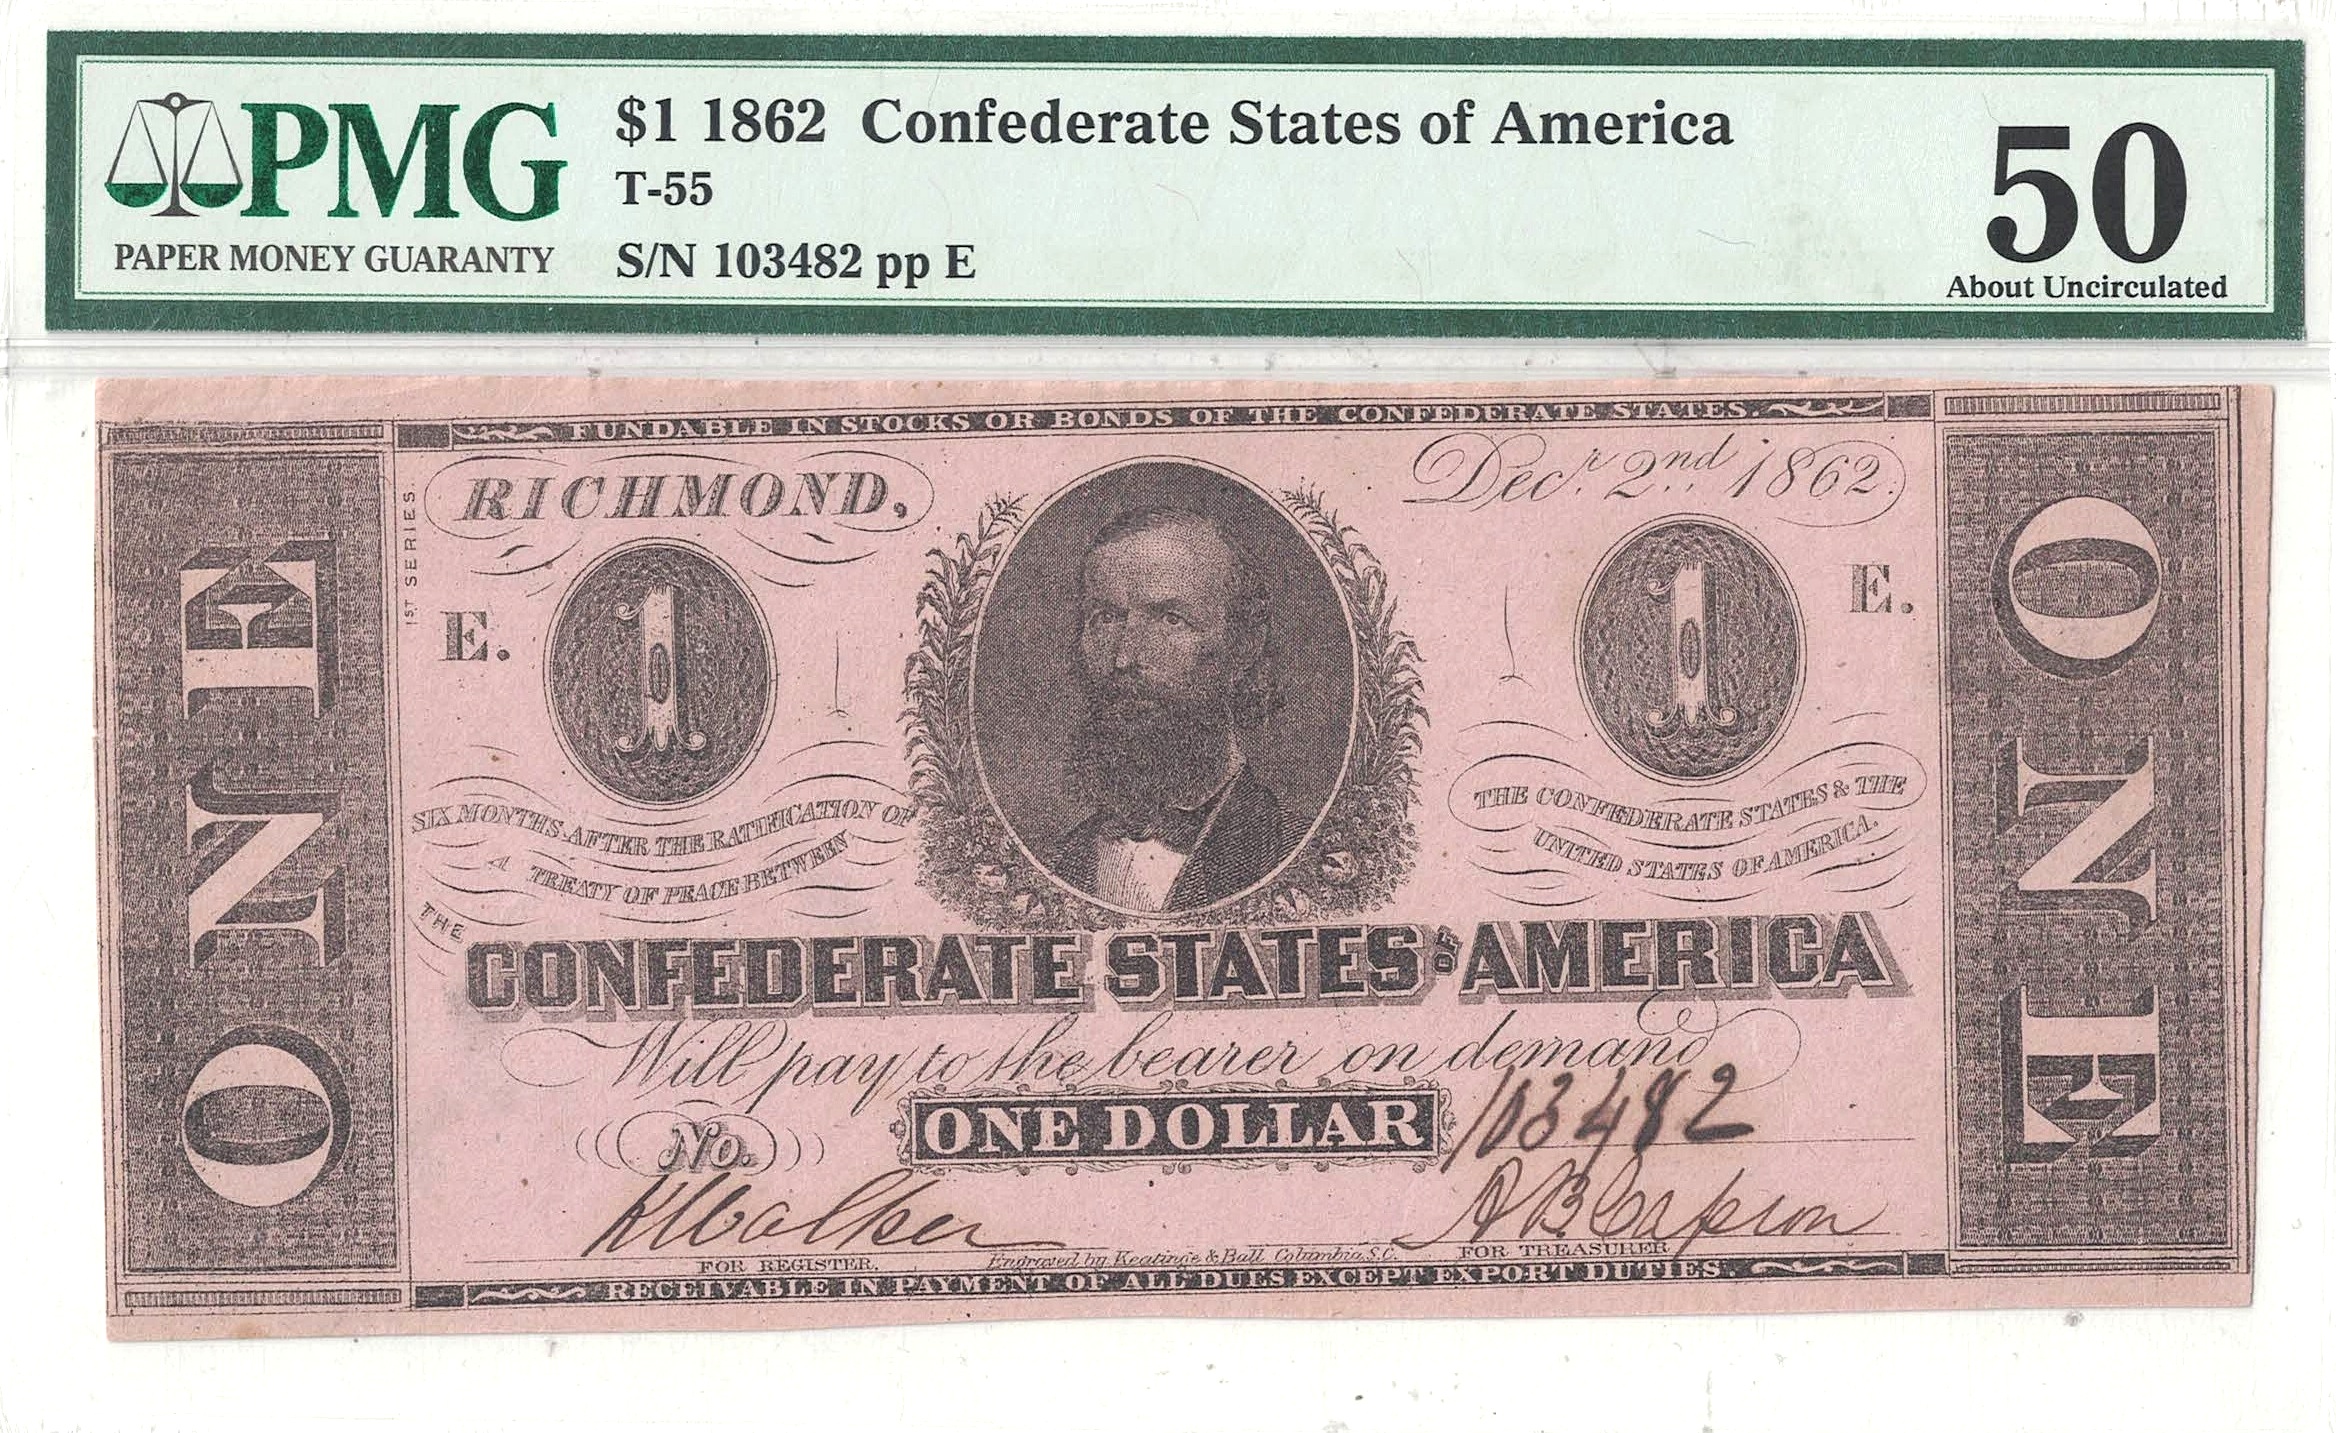 PMG
PAPER MONEY GUARANTY
$1 1862 Confederate States of America
T-55
S/N 103482 pp E
50
About Uncirculated
FUNDABLE IN STOCKS OR BONDS OF THE CONFEDERATE STATES.
RICHMOND,
Decr. 2nd. 1862.
1ST SERIES.
E.
1
1
E.
ONE
ONE
SIX MONTHS AFTER THE RATIFICATION OF
A TREATY OF PEACE BETWEEN
THE CONFEDERATE STATES & THE
UNITED STATES OF AMERICA.
THE
CONFEDERATE STATES OF AMERICA
Will pay to the bearer on demand
No.
ONE DOLLAR
103482
Walker
A B Capron
FOR REGISTER.
Engraved by Keatinge & Ball, Columbia, S.C.
FOR TREASURER
RECEIVABLE IN PAYMENT OF ALL DUES EXCEPT EXPORT DUTIES.